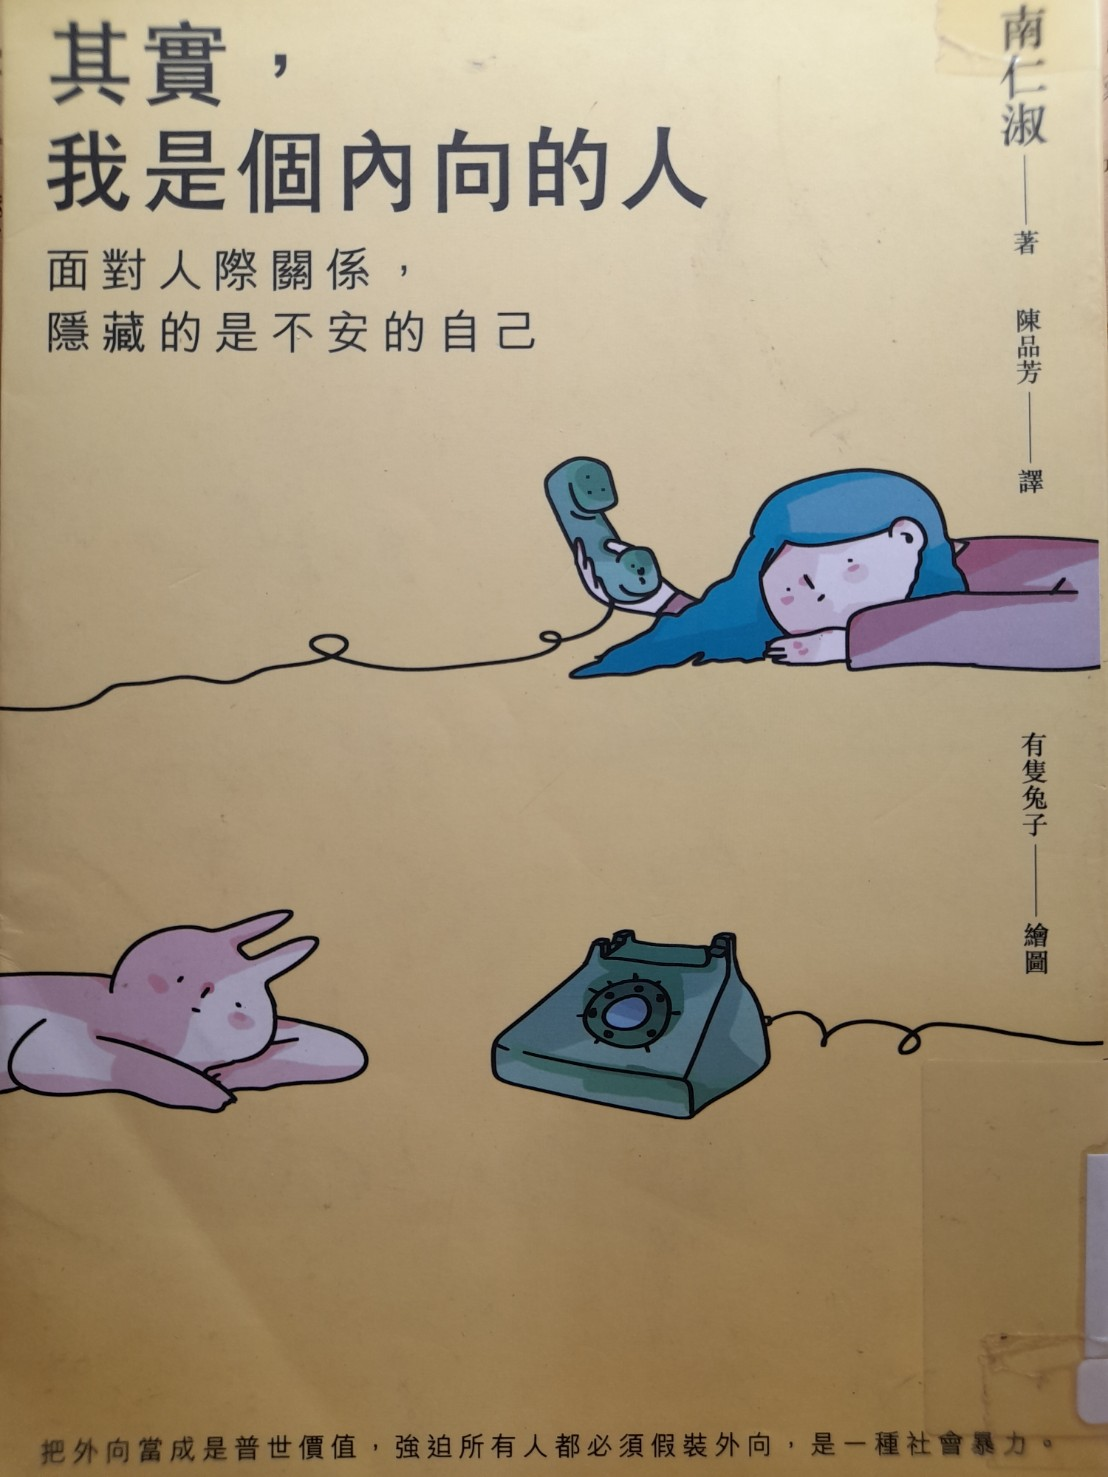 其實，
我是個內向的人
面對人際關係，
隱藏的是不安的自己
南仁淑——著
陳品芳——譯
有隻兔子——繪圖
把外向當成是普世價值，強迫所有人都必須假裝外向，是一種社會暴力。